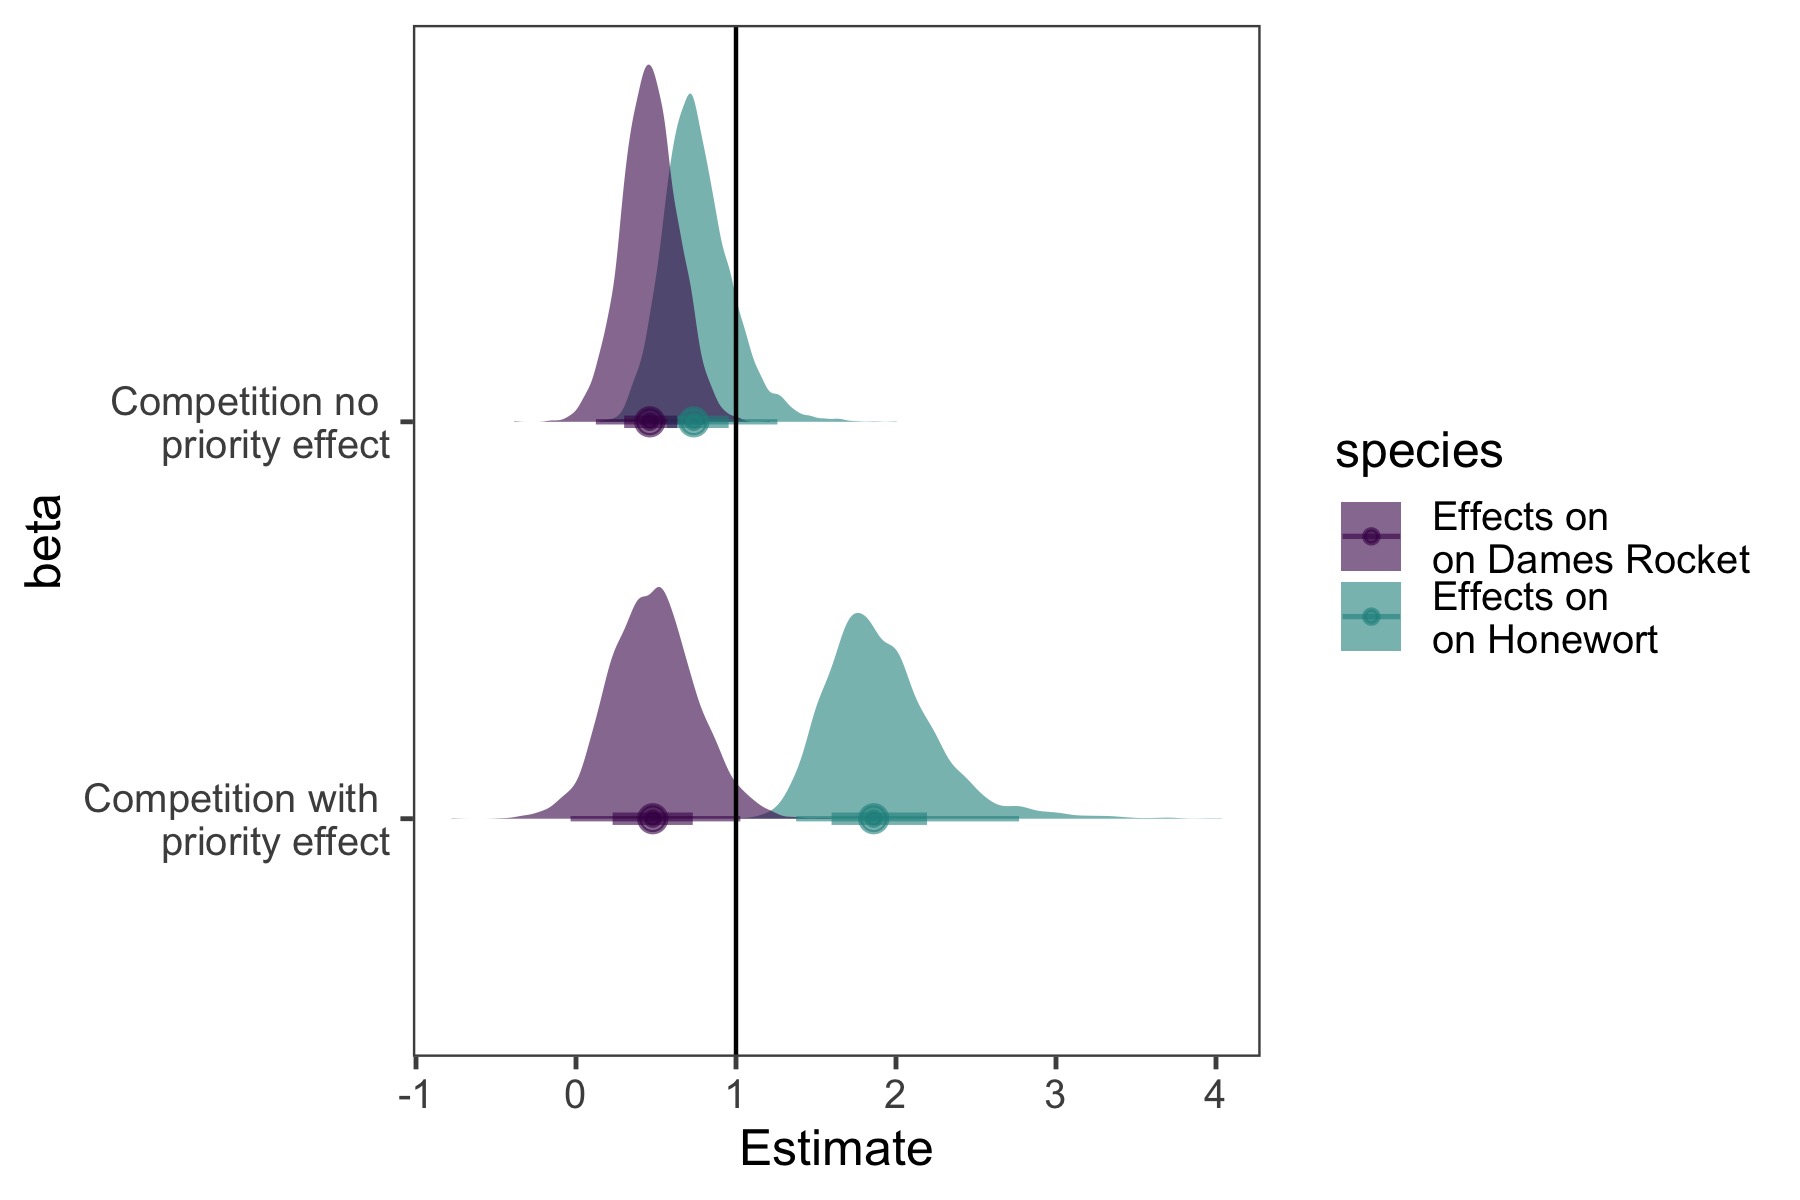 beta
Competition no
priority effect
Competition with
priority effect
-1 0 1 2 3 4
Estimate
species
Effects on
on Dames Rocket
Effects on
on Honewort